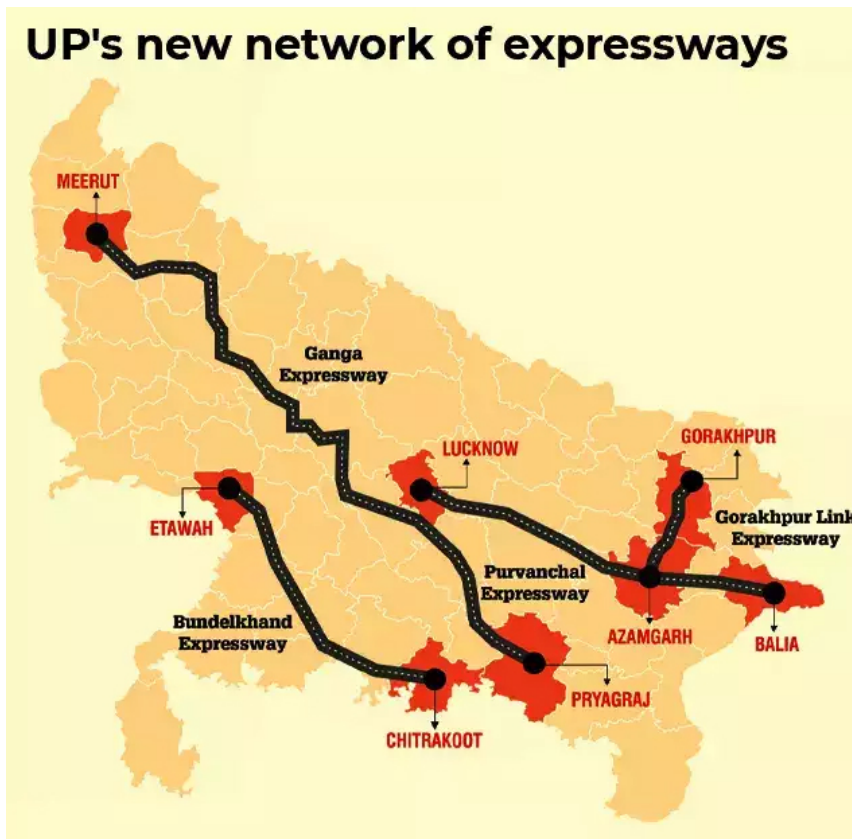 UP's new network of expressways
MEERUT
Ganga
Expressway
LUCKNOW
GORAKHPUR
ETAWAH
Gorakhpur Link
Expressway
Purvanchal
Expressway
Bundelkhand
Expressway
AZAMGARH
BALIA
PRYAGRAJ
CHITRAKOOT